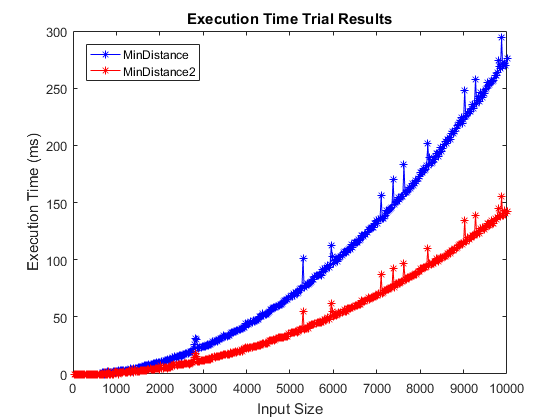 Execution Time Trial Results
MinDistance
MinDistance2
300
250
200
150
100
50
0
Execution Time (ms)
0 1000 2000 3000 4000 5000 6000 7000 8000 9000 10000
Input Size